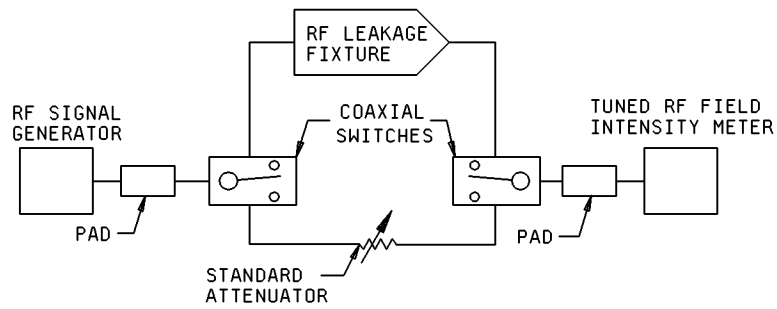 RF LEAKAGE
FIXTURE
RF SIGNAL
GENERATOR
COAXIAL
SWITCHES
TUNED RF FIELD
INTENSITY METER
PAD
PAD
STANDARD
ATTENUATOR